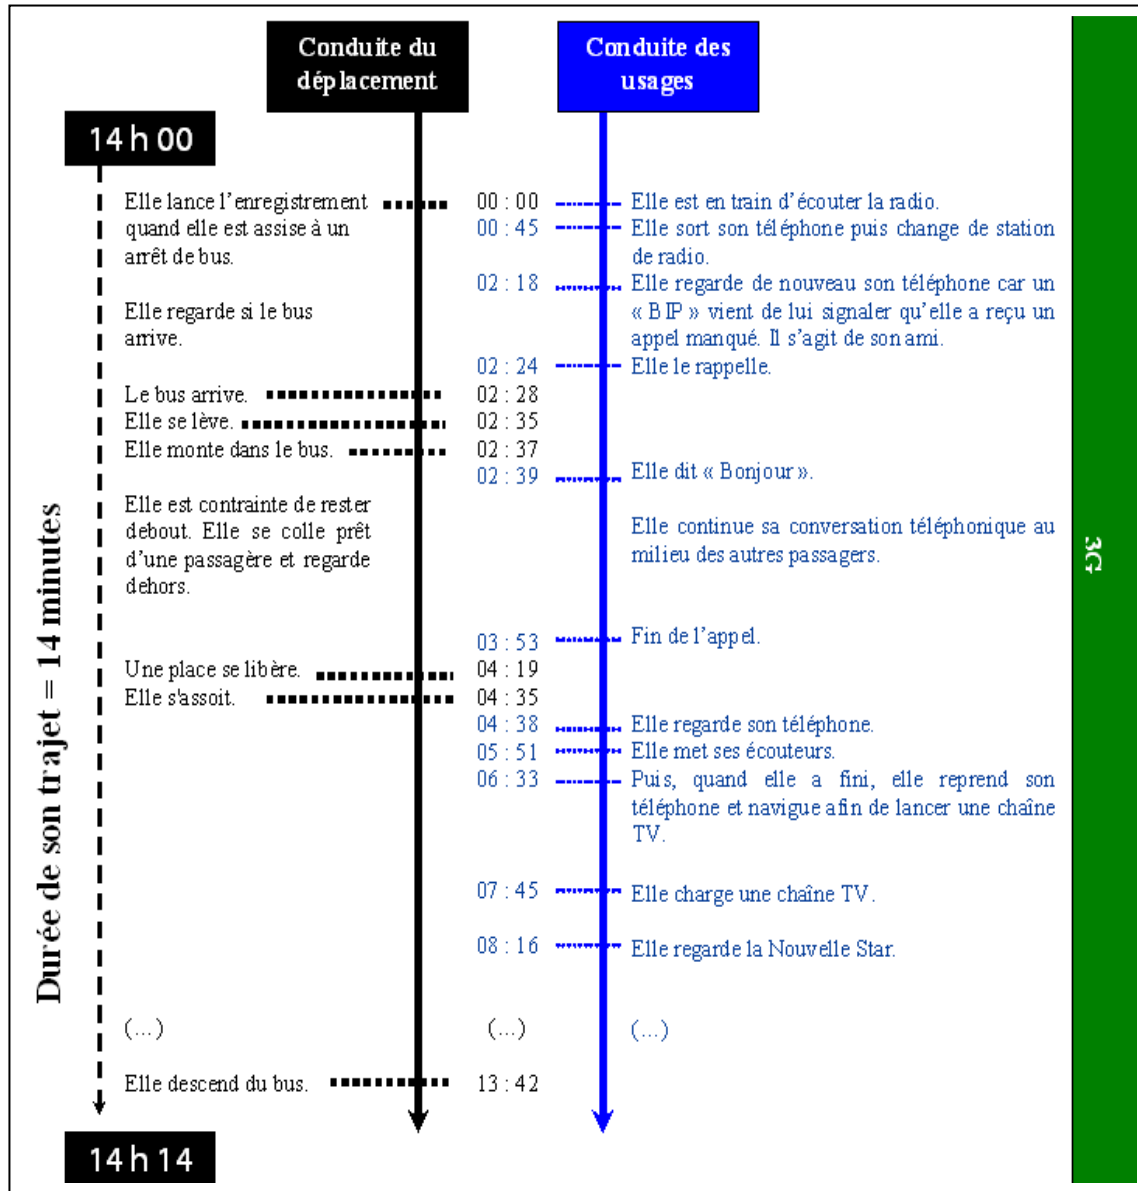 Conduite du
déplacement
Conduite des
usages
14 h 00
Elle lance l'enregistrement
quand elle est assise à un
arrêt de bus.
00 : 00
Elle est en train d'écouter la radio.
00 : 45
Elle sort son téléphone puis change de station
de radio.
Elle regarde si le bus
arrive.
02 : 18
Elle regarde de nouveau son téléphone car un
« BIP » vient de lui signaler qu'elle a reçu un
appel manqué. Il s'agit de son ami.
02 : 24
Elle le rappelle.
Le bus arrive.
02 : 28
Elle se lève.
02 : 35
Elle monte dans le bus.
02 : 37
02 : 39
Elle dit « Bonjour ».
Elle est contrainte de rester
debout. Elle se colle prêt
d'une passagère et regarde
dehors.
Elle continue sa conversation téléphonique au
milieu des autres passagers.
03 : 53
Fin de l'appel.
Une place se libère.
04 : 19
Elle s'assoit.
04 : 35
04 : 38
Elle regarde son téléphone.
05 : 51
Elle met ses écouteurs.
06 : 33
Puis, quand elle a fini, elle reprend son
téléphone et navigue afin de lancer une chaîne
TV.
07 : 45
Elle charge une chaîne TV.
08 : 16
Elle regarde la Nouvelle Star.
(...)
(...)
(...)
Elle descend du bus.
13 : 42
14 h 14
Durée de son trajet = 14 minutes
3G